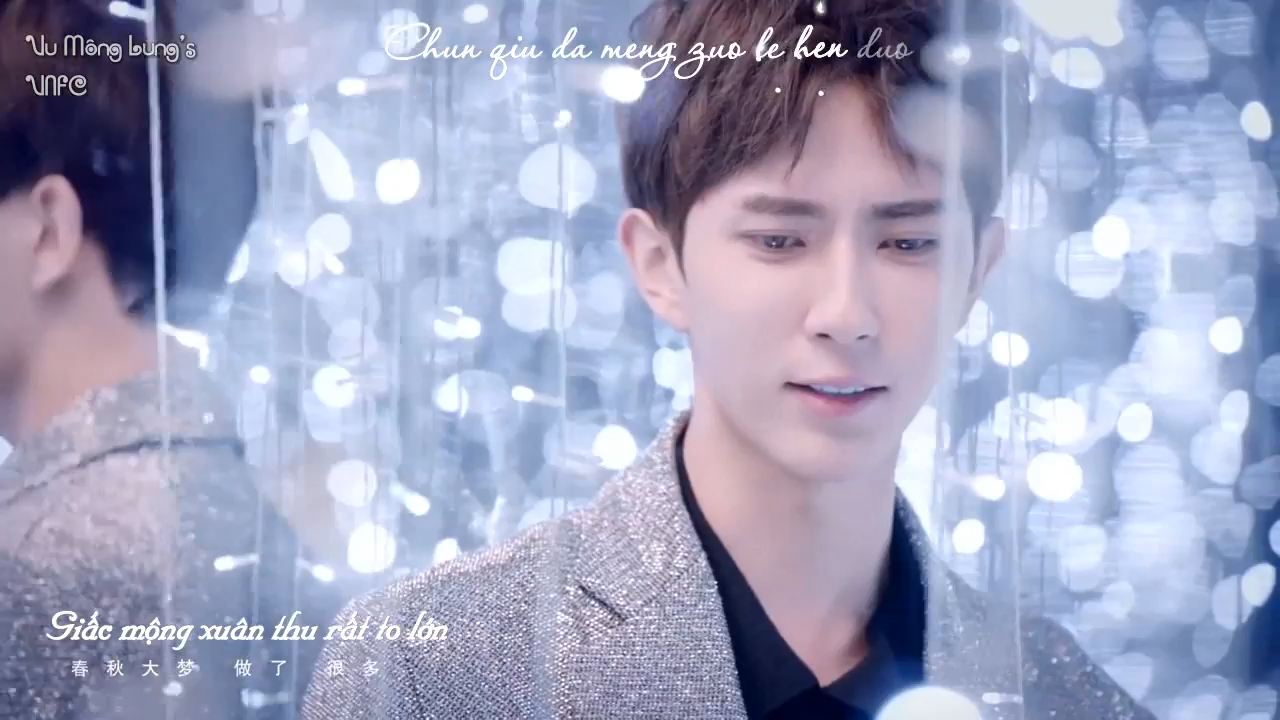 Vu Mông Lung's
VNFC
Chun qiu da meng zuo le hen duo
Giấc mộng xuân thu rất to lớn
春秋大梦 做了 很多